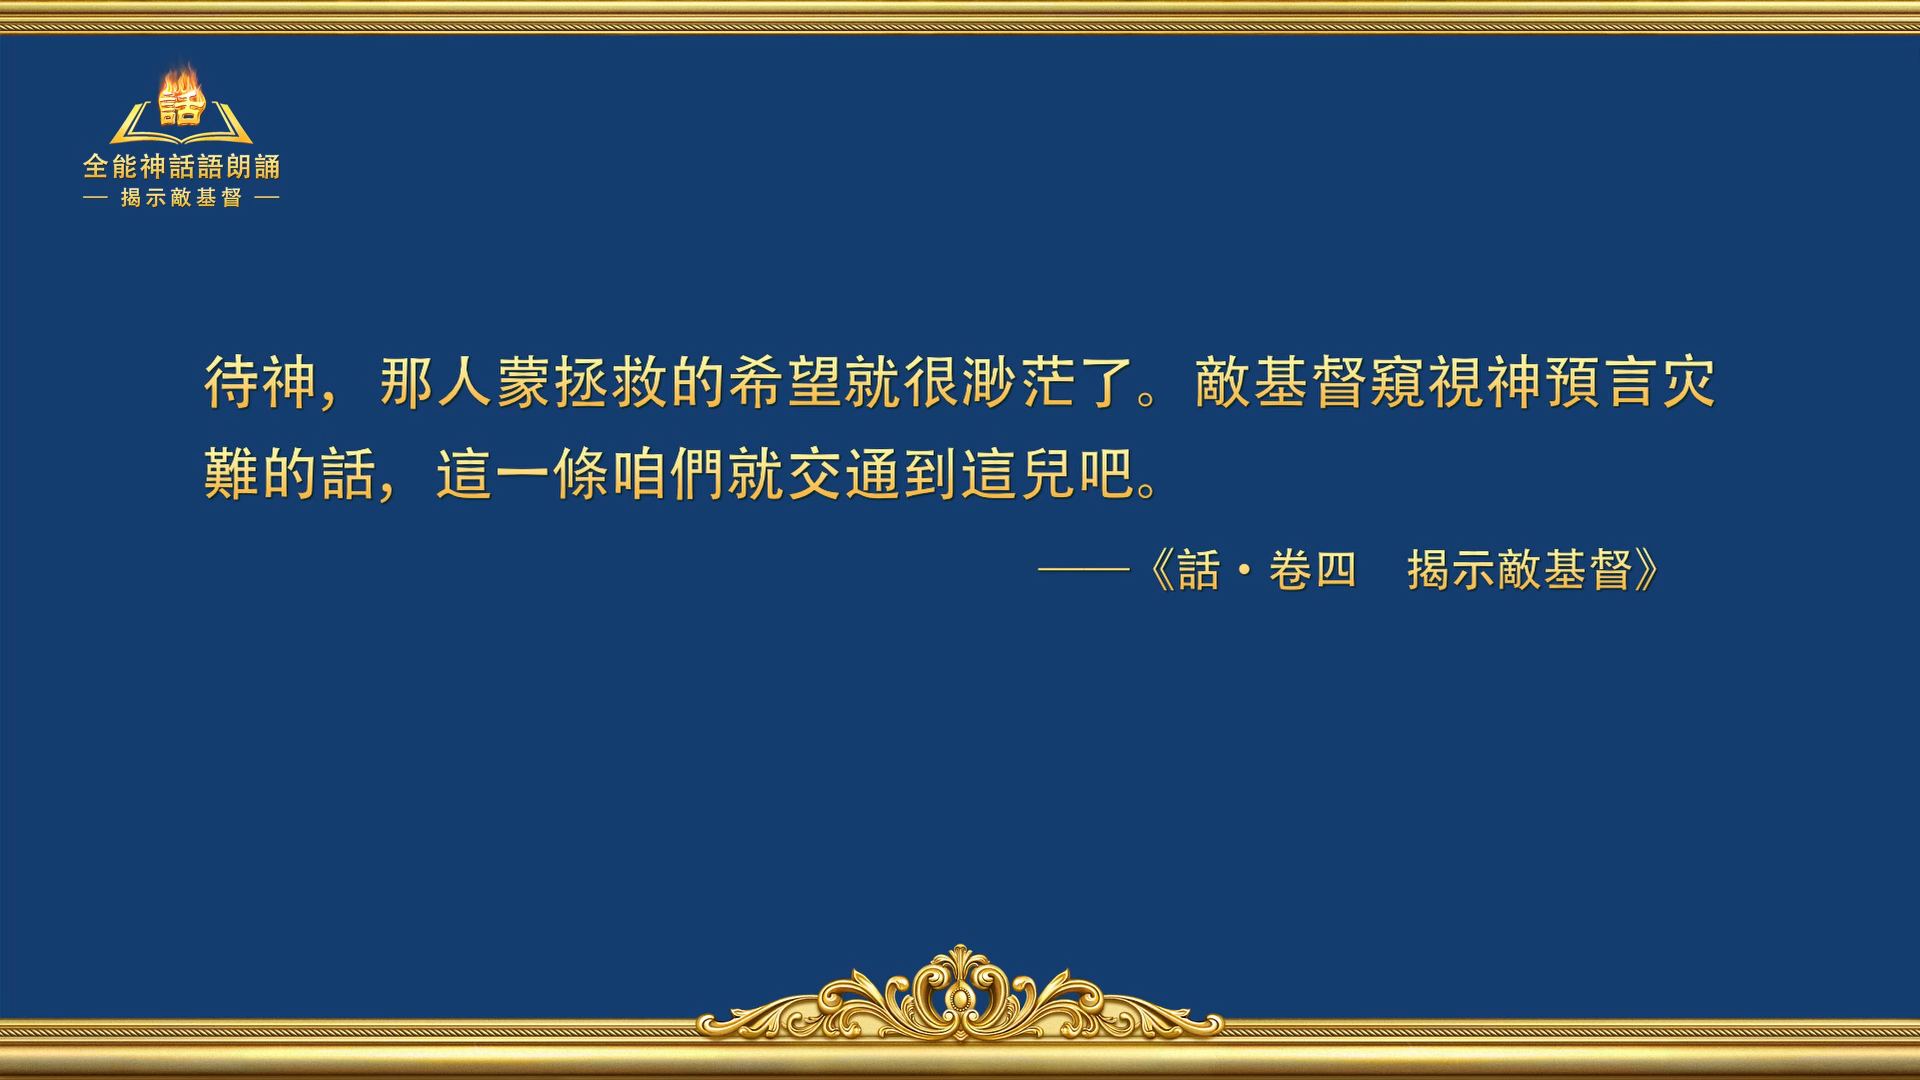 話
全能神話語朗誦
— 揭示敵基督 —
待神，那人蒙拯救的希望就很渺茫了。敵基督窺視神預言灾
難的話，這一條咱們就交通到這兒吧。
——《話・卷四　揭示敵基督》